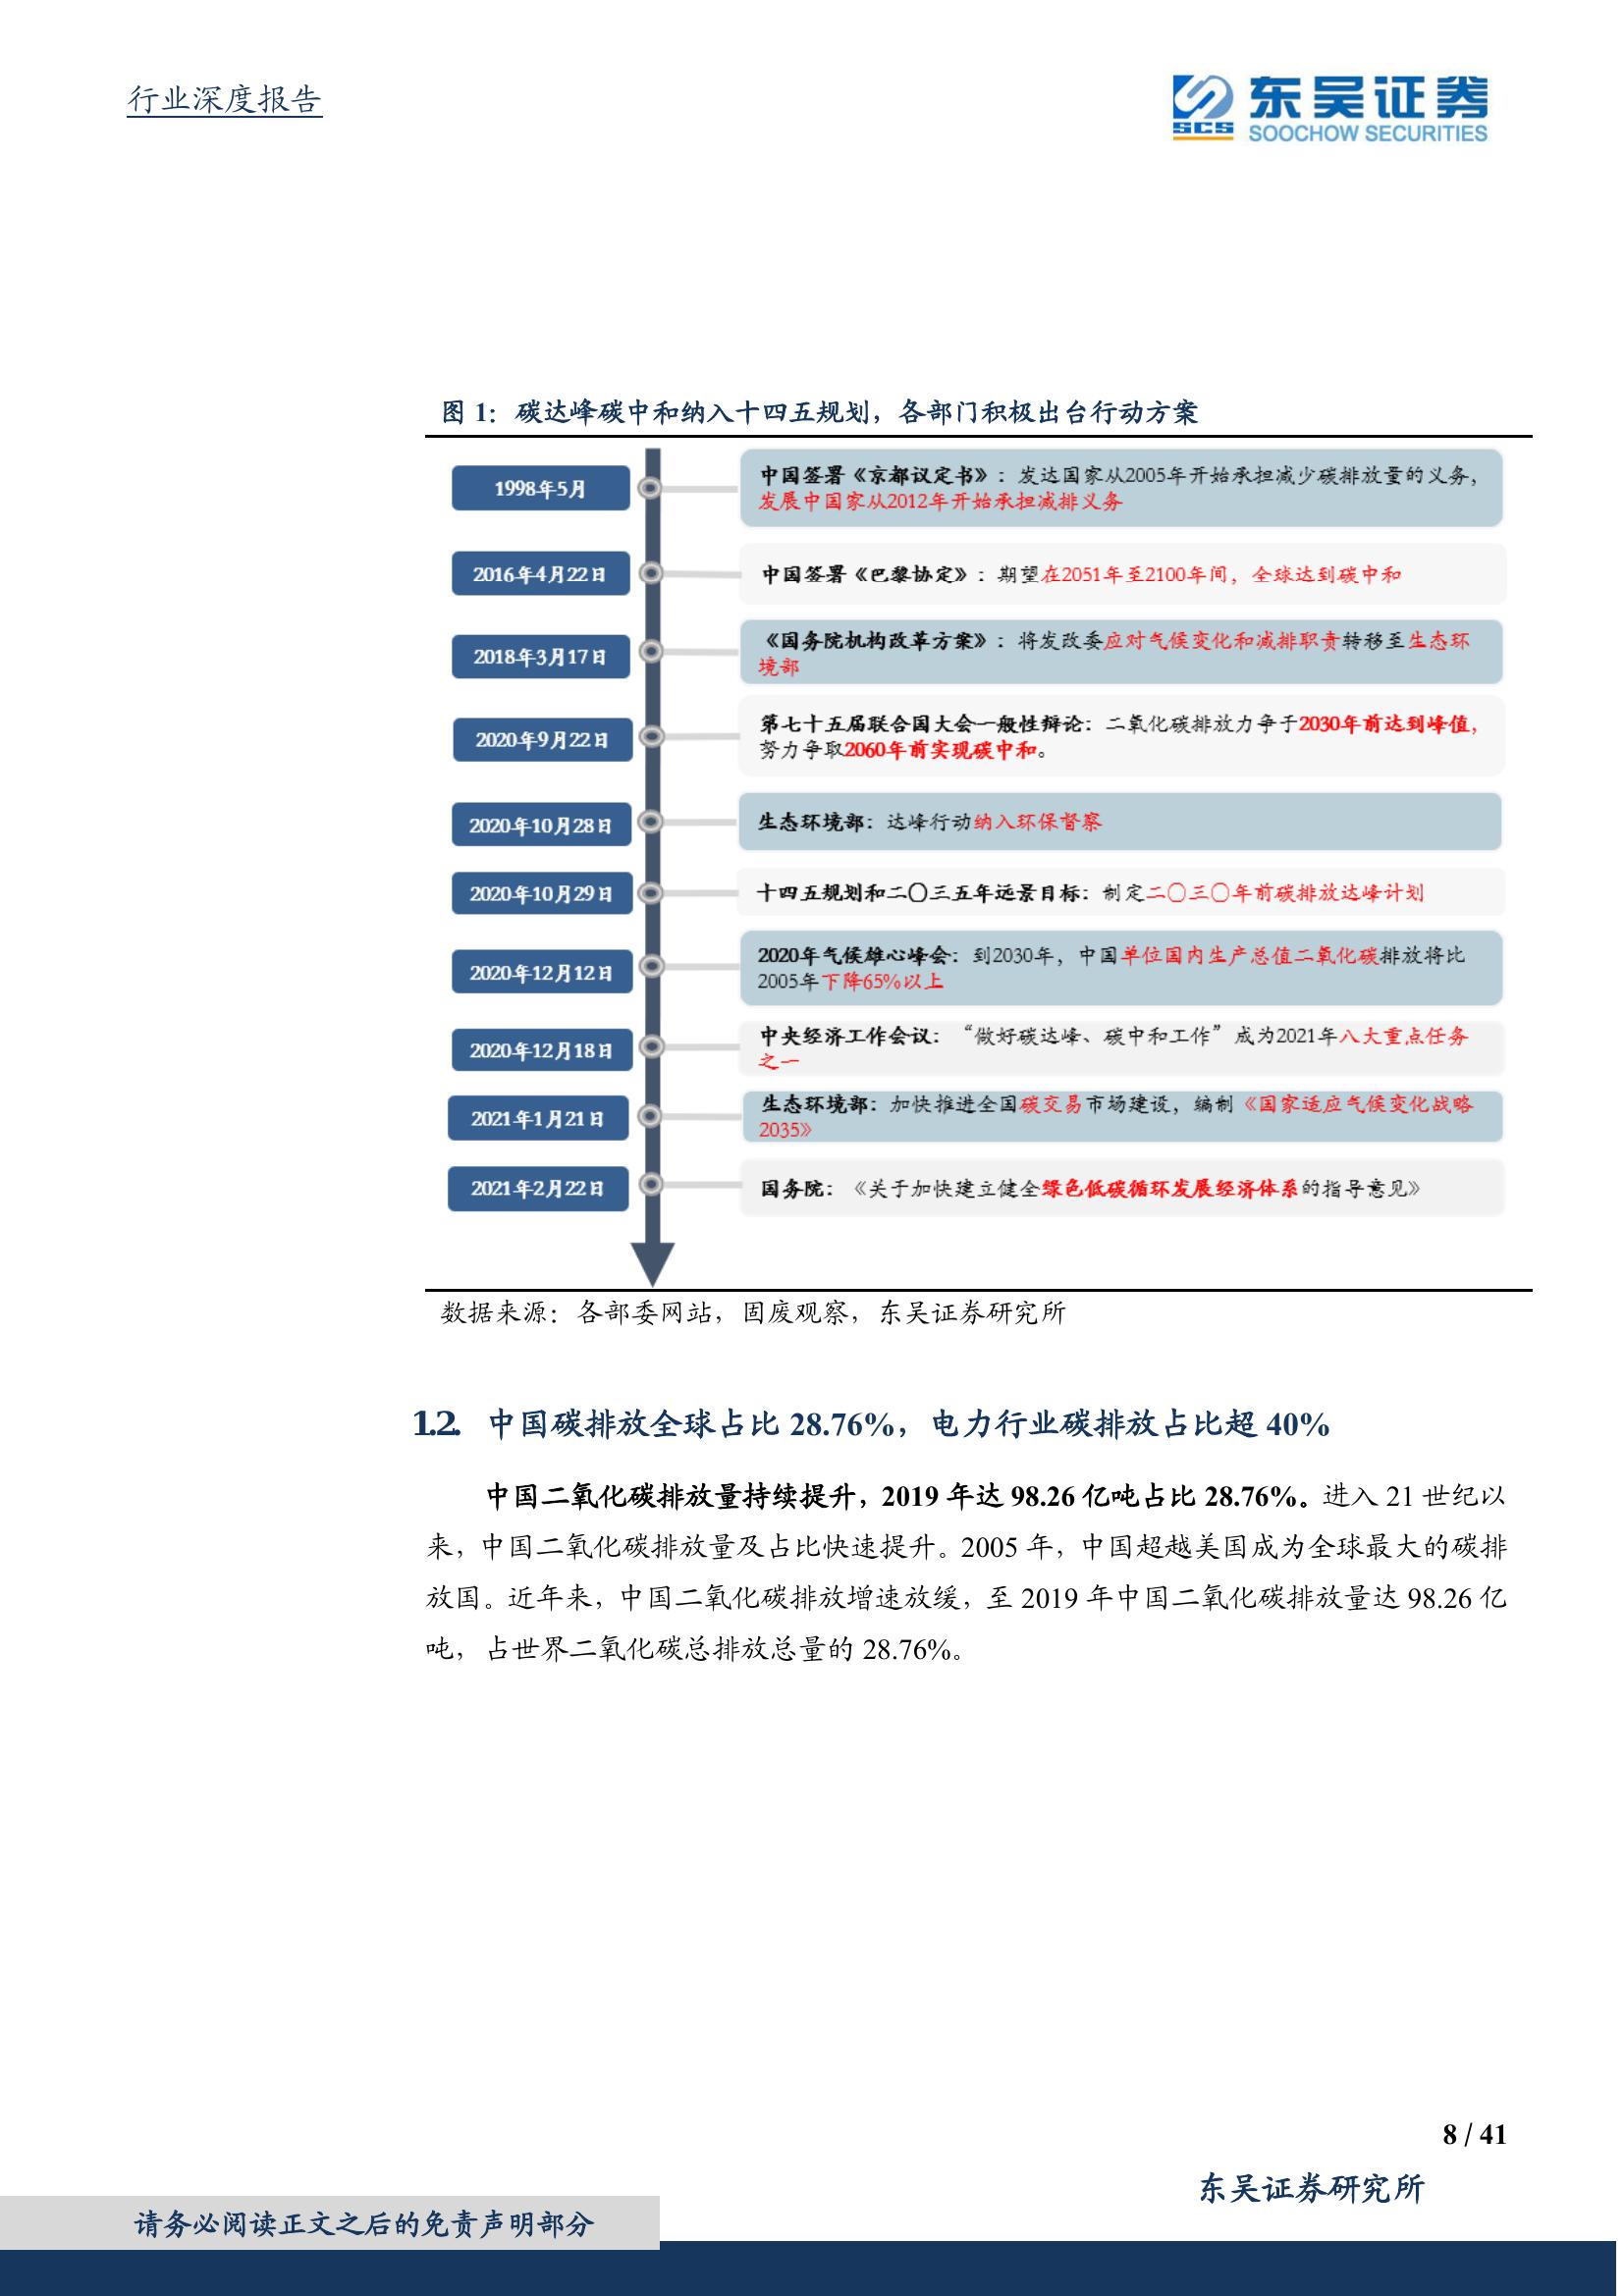 行业深度报告
东吴证券
SCS
SOOCHOW SECURITIES
图 1：碳达峰碳中和纳入十四五规划，各部门积极出台行动方案
1998年5月
中国签署《京都议定书》：发达国家从2005年开始承担减少碳排放量的义务，
发展中国家从2012年开始承担减排义务
2016年4月22日
中国签署《巴黎协定》：期望在2051年至2100年间，全球达到碳中和
2018年3月17日
《国务院机构改革方案》：将发改委应对气候变化和减排职责转移至生态环
境部
2020年9月22日
第七十五届联合国大会一般性辩论：二氧化碳排放力争于2030年前达到峰值，
努力争取2060年前实现碳中和。
2020年10月28日
生态环境部：达峰行动纳入环保督察
2020年10月29日
十四五规划和二〇三五年远景目标：制定二〇三〇年前碳排放达峰计划
2020年12月12日
2020年气候雄心峰会：到2030年，中国单位国内生产总值二氧化碳排放将比
2005年下降65%以上
2020年12月18日
中央经济工作会议：“做好碳达峰、碳中和工作”成为2021年八大重点任务
之一
2021年1月21日
生态环境部：加快推进全国碳交易市场建设，编制《国家适应气候变化战略
2035》
2021年2月22日
国务院：《关于加快建立健全绿色低碳循环发展经济体系的指导意见》
数据来源：各部委网站，固废观察，东吴证券研究所
1.2. 中国碳排放全球占比 28.76%，电力行业碳排放占比超 40%
中国二氧化碳排放量持续提升，2019 年达 98.26 亿吨占比 28.76%。进入 21 世纪以
来，中国二氧化碳排放量及占比快速提升。2005 年，中国超越美国成为全球最大的碳排
放国。近年来，中国二氧化碳排放增速放缓，至 2019 年中国二氧化碳排放量达 98.26 亿
吨，占世界二氧化碳总排放总量的 28.76%。
8 / 41
东吴证券研究所
请务必阅读正文之后的免责声明部分